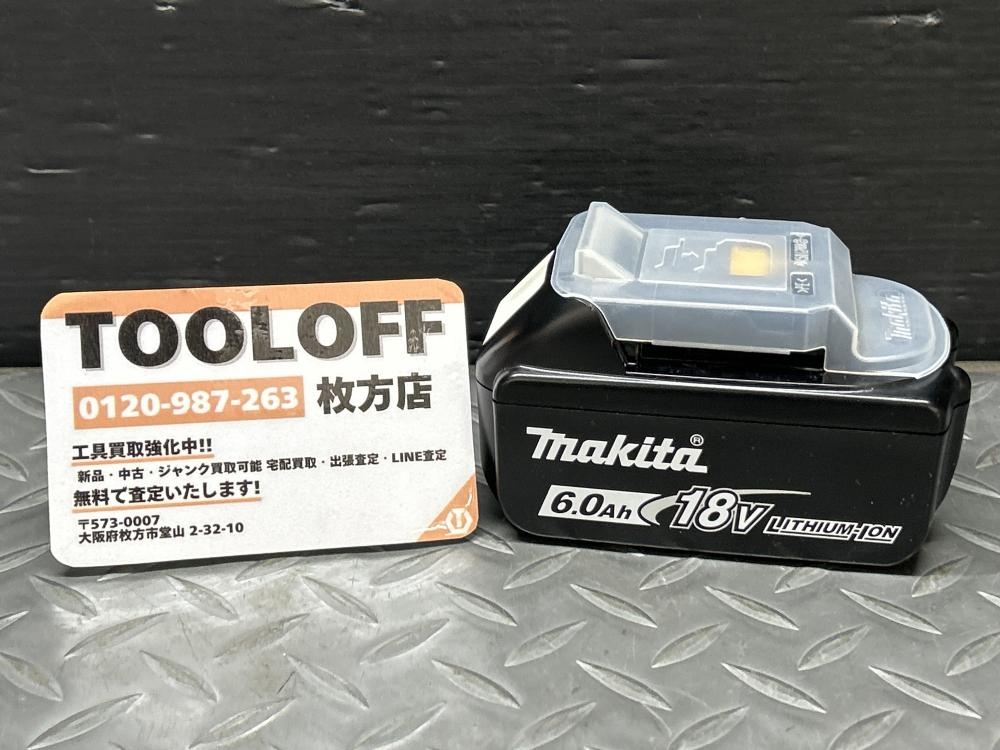 TOOLOFF
0120-987-263 枚方店
工具買取強化中!!
新品・中古・ジャンク買取可能 宅配買取・出張査定・LINE査定
無料で査定いたします!
〒573-0007
大阪府枚方市堂山 2-32-10
makita
makita®
6.0Ah 18V LITHIUM-ION